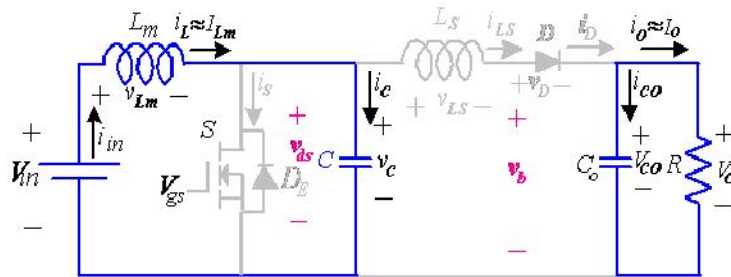 Lm iL≈ILm LS iLS D iD io≈Io
+ vLm − iS ic + vLS − + vD − ico
+ iin S + + + + +
Vin Vgs DE vds C vc vb Co Vco R Vo
− − − − − −